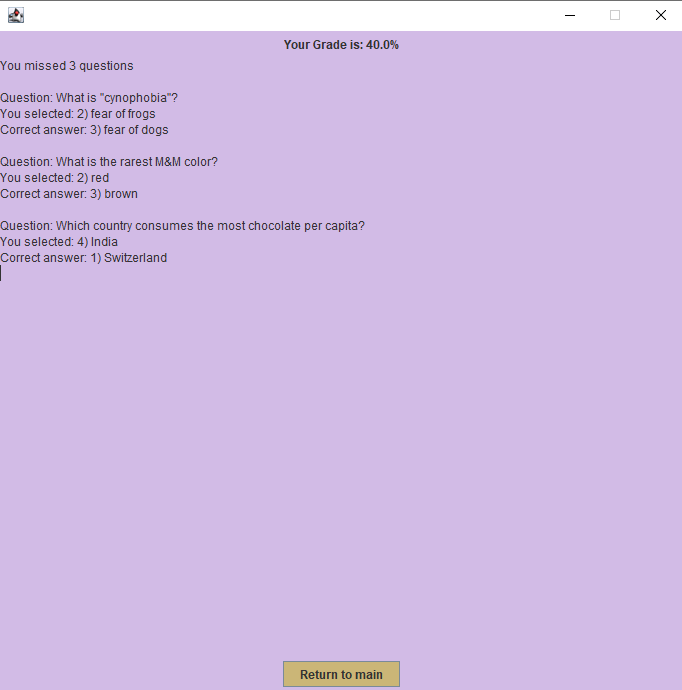 Your Grade is: 40.0%
You missed 3 questions
Question: What is "cynophobia"?
You selected: 2) fear of frogs
Correct answer: 3) fear of dogs
Question: What is the rarest M&M color?
You selected: 2) red
Correct answer: 3) brown
Question: Which country consumes the most chocolate per capita?
You selected: 4) India
Correct answer: 1) Switzerland
Return to main